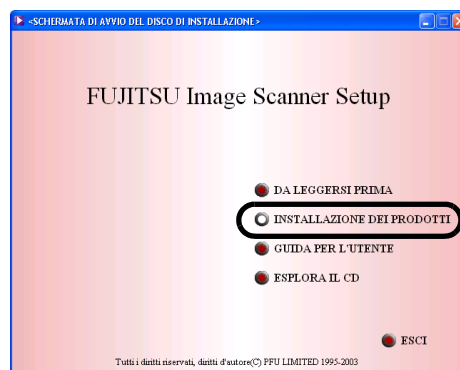 <SCHERMATA DI AVVIO DEL DISCO DI INSTALLAZIONE>
FUJITSU Image Scanner Setup
DA LEGGERSI PRIMA
INSTALLAZIONE DEI PRODOTTI
GUIDA PER L'UTENTE
ESPLORA IL CD
ESCI
Tutti i diritti riservati, diritti d'autore(C) PFU LIMITED 1995-2003